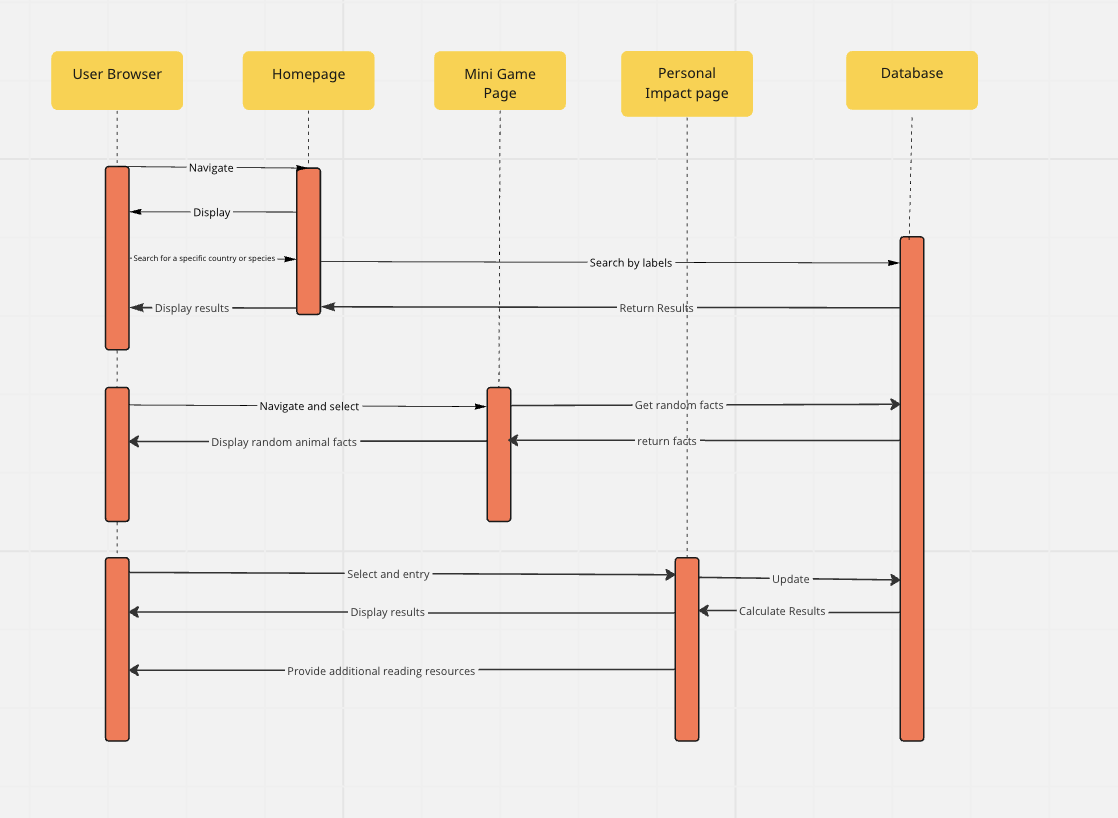 User Browser
Homepage
Mini Game
Page
Personal
Impact page
Database
Navigate
Display
Search for a specific country or species
Search by labels
Display results
Return Results
Navigate and select
Get random facts
Display random animal facts
return facts
Select and entry
Update
Display results
Calculate Results
Provide additional reading resources